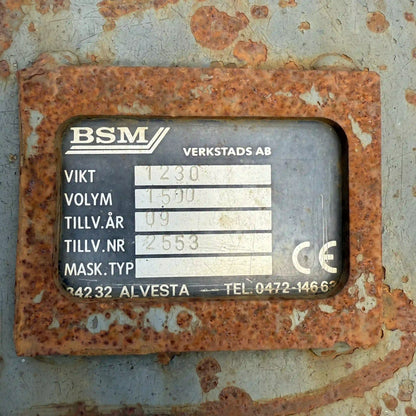 BSM
VERKSTADS AB
VIKT 1230
VOLYM 1500
TILLV.ÅR 09
TILLV.NR 2553
MASK.TYP
CE
34232 ALVESTA TEL.0472-14663